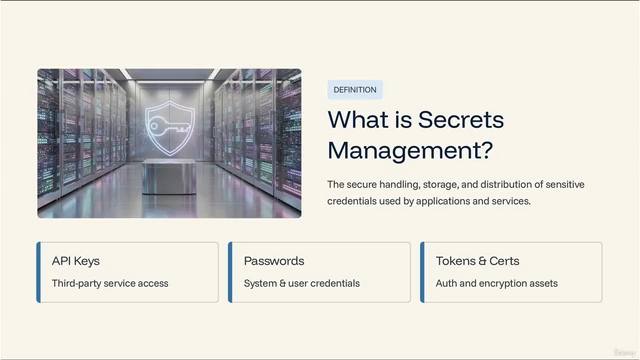 DEFINITION
What is Secrets
Management?
The secure handling, storage, and distribution of sensitive
credentials used by applications and services.
API Keys
Third-party service access
Passwords
System & user credentials
Tokens & Certs
Auth and encryption assets